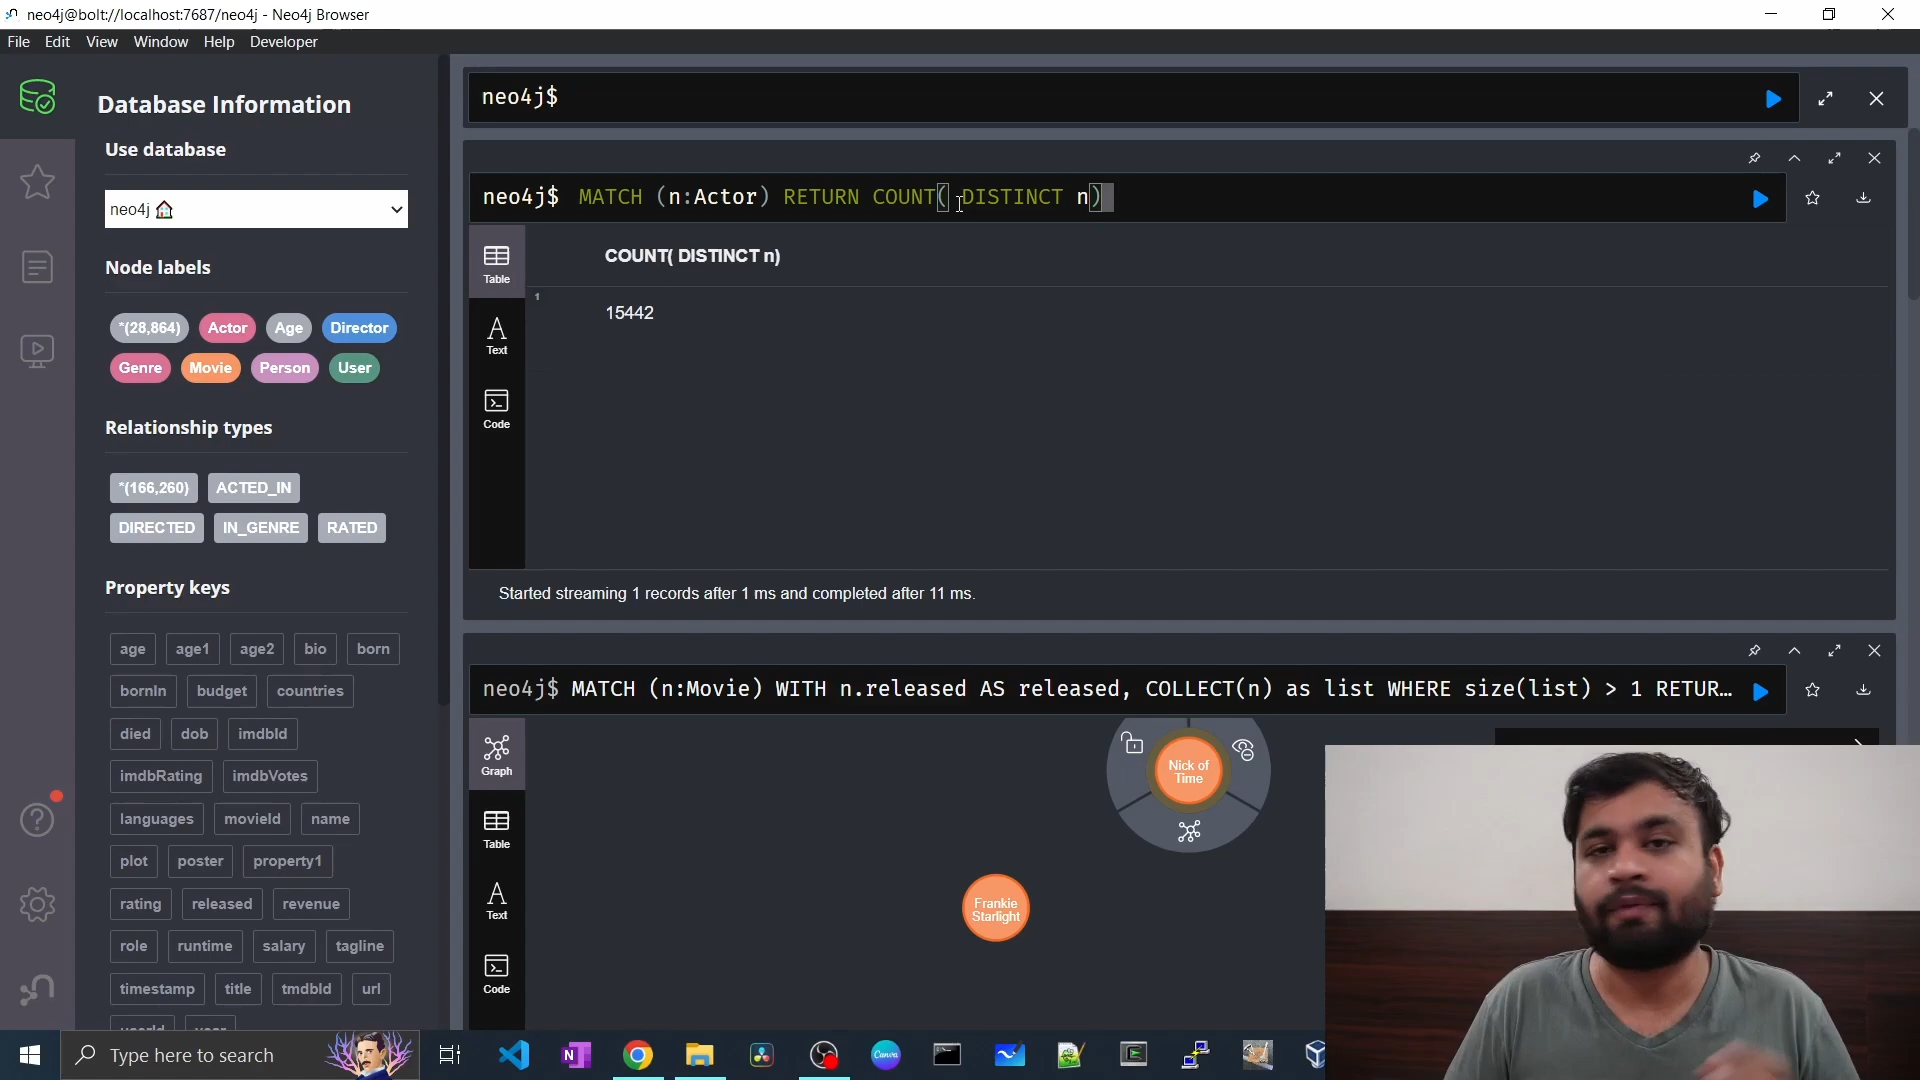 neo4j@bolt://localhost:7687/neo4j - Neo4j Browser
File Edit View Window Help Developer
Database Information
Use database
neo4j
Node labels
*(28,864) Actor Age Director
Genre Movie Person User
Relationship types
*(166,260) ACTED_IN
DIRECTED IN_GENRE RATED
Property keys
age age1 age2 bio born
bornIn budget countries
died dob imdbId
imdbRating imdbVotes
languages movieId name
plot poster property1
rating released revenue
role runtime salary tagline
timestamp title tmdbId url
userId year
neo4j$
neo4j$ MATCH (n:Actor) RETURN COUNT( DISTINCT n)
Table
Text
Code
COUNT( DISTINCT n)
1
15442
Started streaming 1 records after 1 ms and completed after 11 ms.
neo4j$ MATCH (n:Movie) WITH n.released AS released, COLLECT(n) as list WHERE size(list) > 1 RETUR...
Graph
Table
Text
Code
Nick of
Time
Frankie
Starlight
Type here to search
Canva